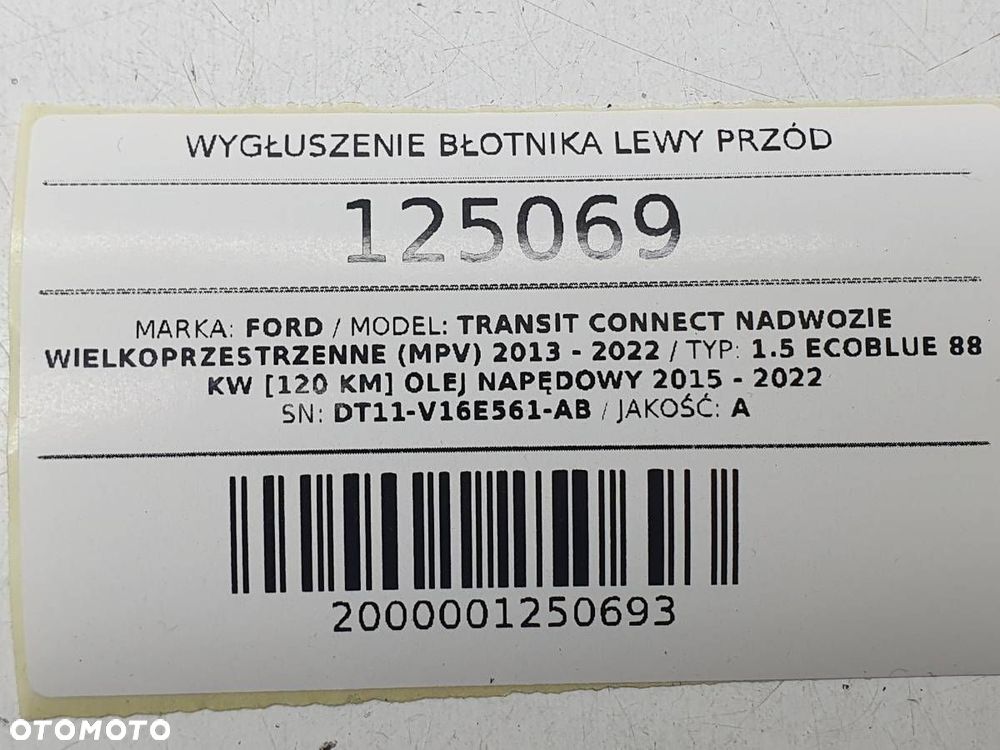 WYGŁUSZENIE BŁOTNIKA LEWY PRZÓD
125069
MARKA: FORD / MODEL: TRANSIT CONNECT NADWOZIE
WIELKOPRZESTRZENNE (MPV) 2013 - 2022 / TYP: 1.5 ECOBLUE 88
KW [120 KM] OLEJ NAPĘDOWY 2015 - 2022
SN: DT11-V16E561-AB / JAKOŚĆ: A
2000001250693
OTOMOTO